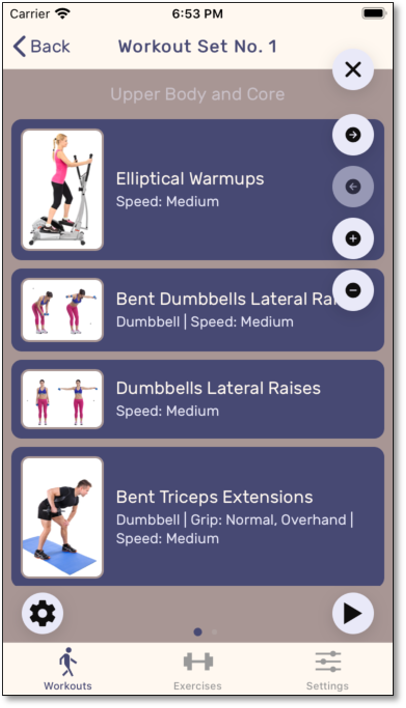 Carrier 6:53 PM
Back Workout Set No. 1
Upper Body and Core
Elliptical Warmups
Speed: Medium
Bent Dumbbells Lateral Rai
Dumbbell | Speed: Medium
Dumbbells Lateral Raises
Speed: Medium
Bent Triceps Extensions
Dumbbell | Grip: Normal, Overhand |
Speed: Medium
Workouts Exercises Settings